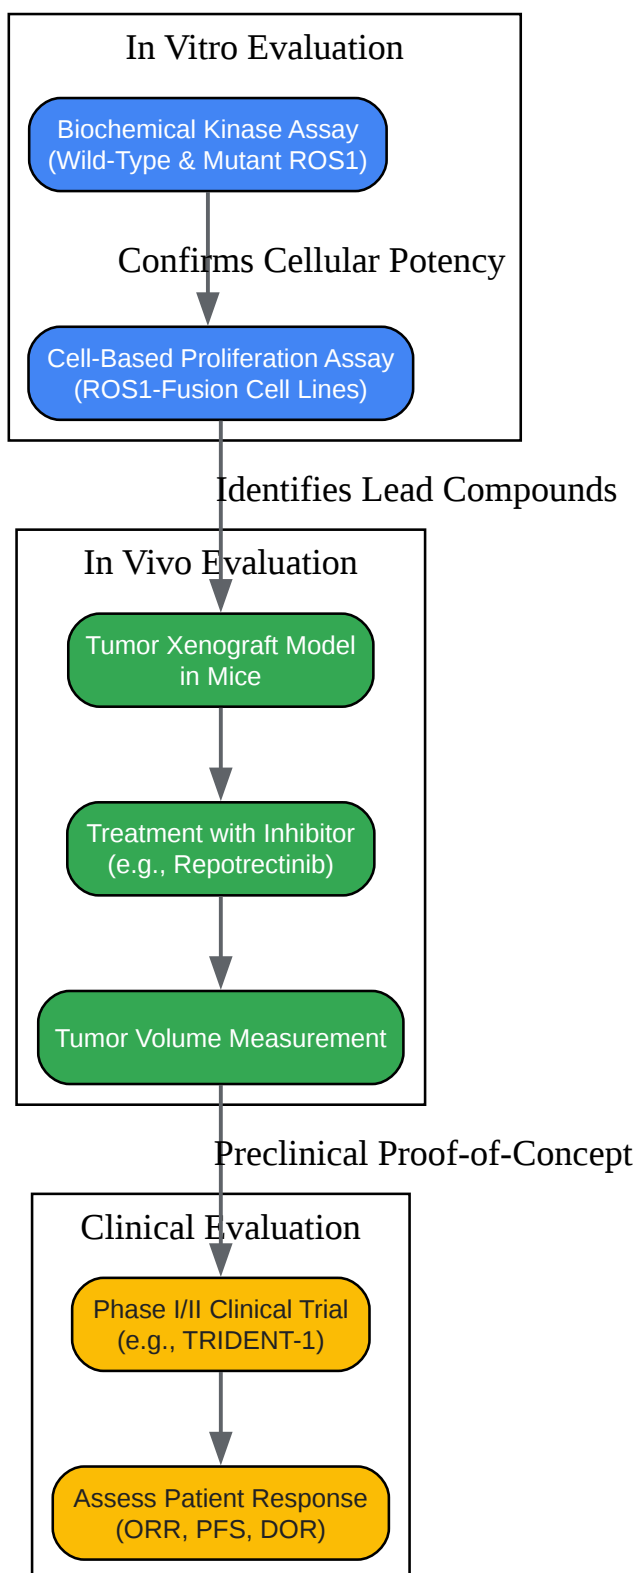 In Vitro Evaluation
Biochemical Kinase Assay
(Wild-Type & Mutant ROS1)
Confirms Cellular Potency
Cell-Based Proliferation Assay
(ROS1-Fusion Cell Lines)
Identifies Lead Compounds
In Vivo Evaluation
Tumor Xenograft Model
in Mice
Treatment with Inhibitor
(e.g., Repotrectinib)
Tumor Volume Measurement
Preclinical Proof-of-Concept
Clinical Evaluation
Phase I/II Clinical Trial
(e.g., TRIDENT-1)
Assess Patient Response
(ORR, PFS, DOR)